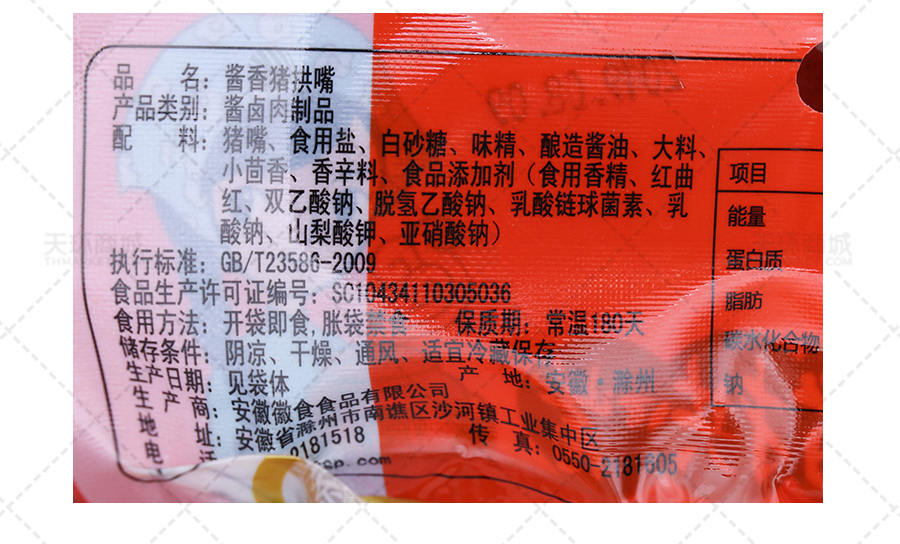 品 名：酱香猪拱嘴
产品类别：酱卤肉制品
配 料：猪嘴、食用盐、白砂糖、味精、酿造酱油、大料、
小茴香、香辛料、食品添加剂（食用香精、红曲
红、双乙酸钠、脱氢乙酸钠、乳酸链球菌素、乳
酸钠、山梨酸钾、亚硝酸钠）
执行标准：GB/T23586-2009
食品生产许可证编号：SC10434110305036
食用方法：开袋即食,胀袋禁食 保质期：常温180天
储存条件：阴凉、干燥、通风、适宜冷藏保存
生产日期：见袋体 产 地：安徽·滁州
生 产 商：安徽徽食食品有限公司
地 址：安徽省滁州市南谯区沙河镇工业集中区
电 话 2181518 传 真：0550-2181605
sp.com
项目
能量
蛋白质
脂肪
碳水化合物
钠
天环商城